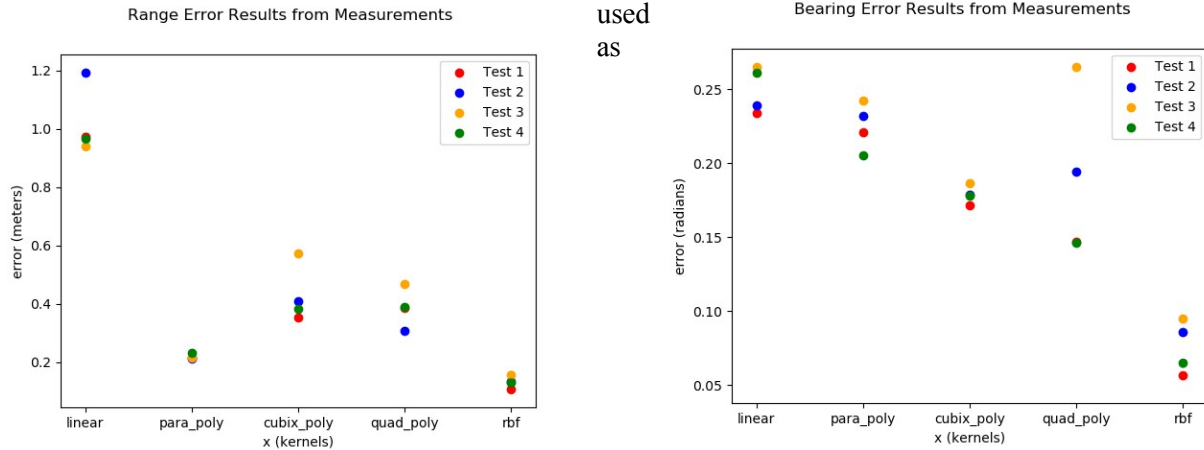 Range Error Results from Measurements
1.2
1.0
0.8
0.6
0.4
0.2
error (meters)
linear
para_poly
cubix_poly
quad_poly
rbf
x (kernels)
Test 1
Test 2
Test 3
Test 4
used
as
Bearing Error Results from Measurements
0.25
0.20
0.15
0.10
0.05
error (radians)
linear
para_poly
cubix_poly
quad_poly
rbf
x (kernels)
Test 1
Test 2
Test 3
Test 4